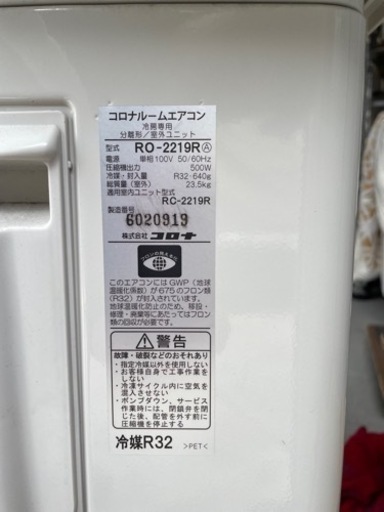 コロナルームエアコン
冷房専用
分離形／室外ユニット
型式 RO-2219RⒶ
電源 単相100V 50/60Hz
圧縮機出力 500W
冷媒・封入量 R32・640g
総質量(室外) 23.5kg
適用室内ユニット型式
RC-2219R
製造番号
6020919
株式会社 コロナ
このエアコンにはGWP(地球
温暖化係数)が675のフロン類
(R32)が封入されています。
地球温暖化防止のため、移設・
修理・廃棄等にあたってはフロン
類の回収が必要です。
⚠警告
故障・破裂などのおそれあり
・指定冷媒以外を使用しない
・お客様自身で工事作業を
しない
・冷凍サイクル内に空気を
混入させない
・ポンプダウン、サービス
作業時には、閉鎖弁を閉
じた後、配管を外す前に
圧縮機を停止する
冷媒R32 >PET<